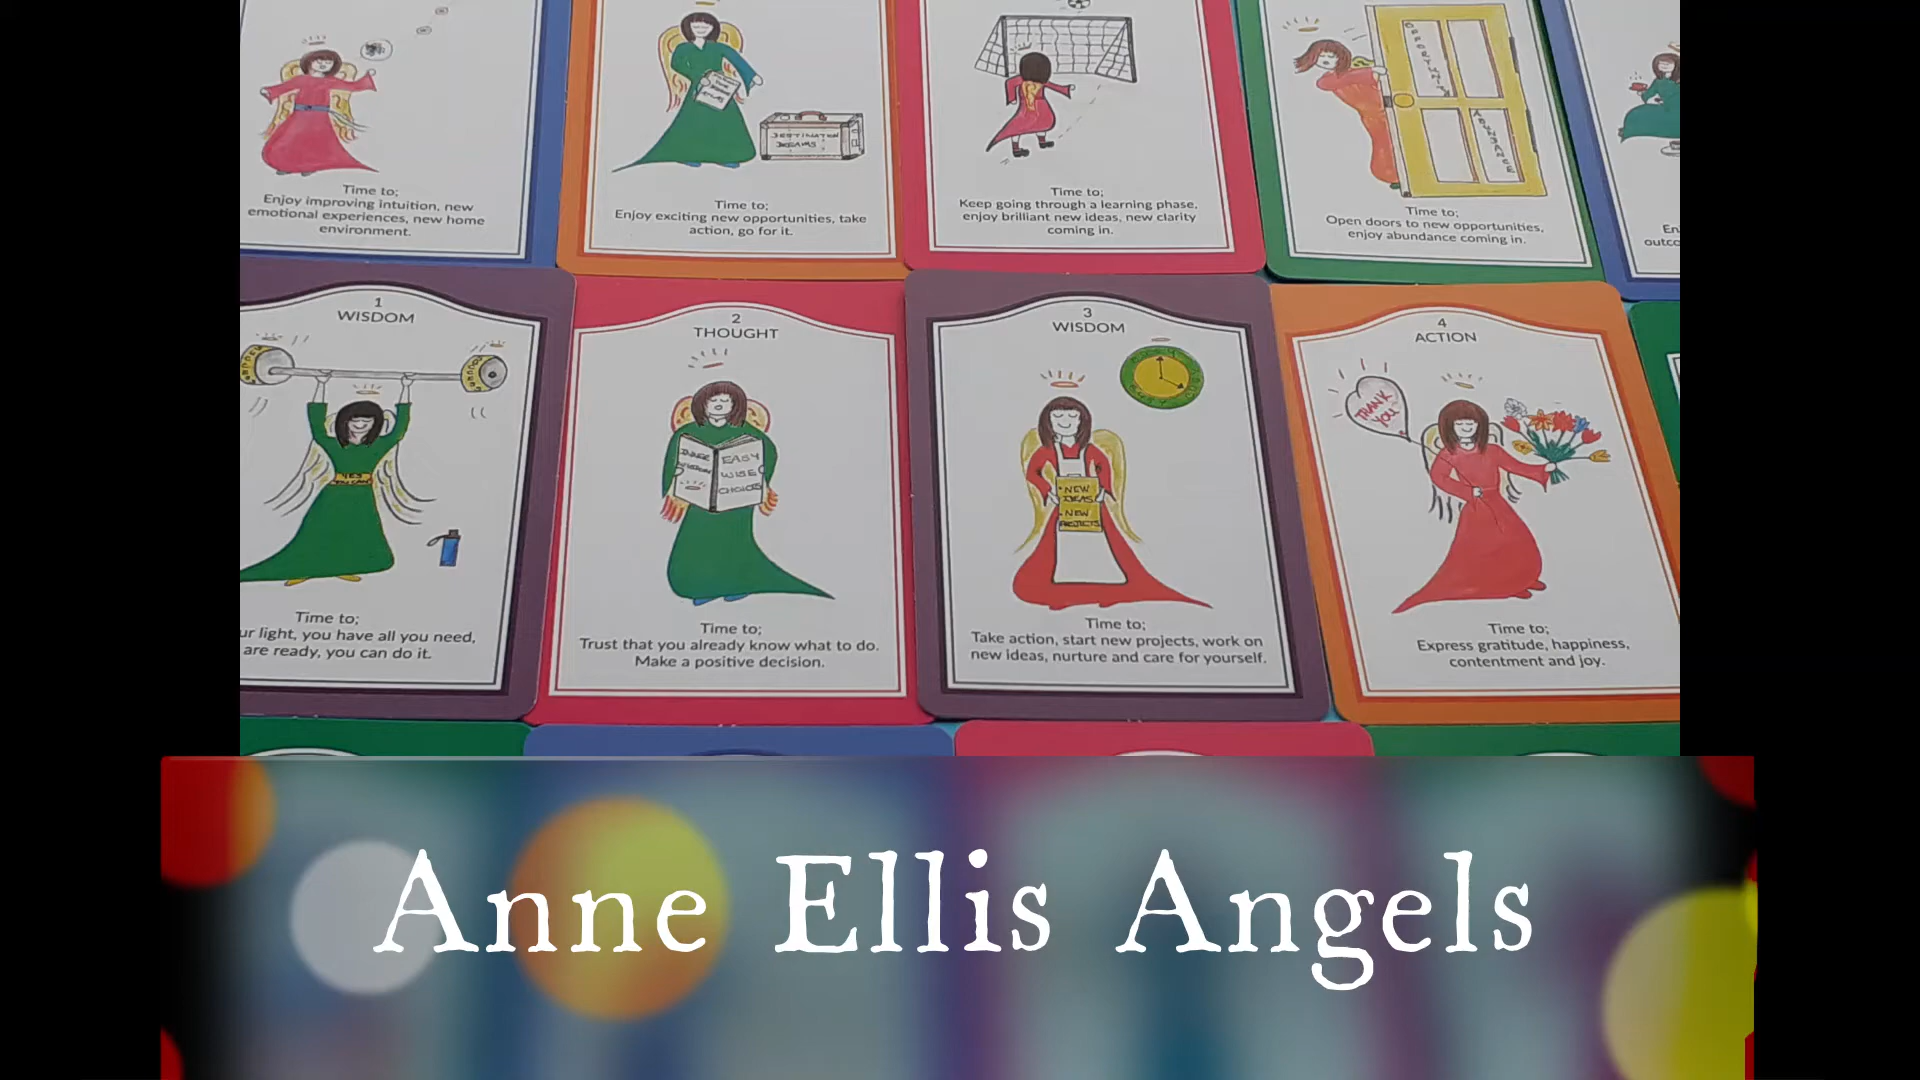 DESTINATION
DREAMS
OPPORTUNITY
ABUNDANCE
Time to;
Enjoy improving intuition, new
emotional experiences, new home
environment.
Time to;
Enjoy exciting new opportunities, take
action, go for it.
Time to;
Keep going through a learning phase,
enjoy brilliant new ideas, new clarity
coming in.
Time to;
Open doors to new opportunities,
enjoy abundance coming in.
1
WISDOM
YES
Time to;
light, you have all you need,
are ready, you can do it.
2
THOUGHT
INNER
WISDOM
EASY
WISE
CHOICES
Time to;
Trust that you already know what to do.
Make a positive decision.
3
WISDOM
• NEW
IDEAS
• NEW
PROJECTS
Time to;
Take action, start new projects, work on
new ideas, nurture and care for yourself.
4
ACTION
THANK
YOU
Time to;
Express gratitude, happiness,
contentment and joy.
Anne Ellis Angels